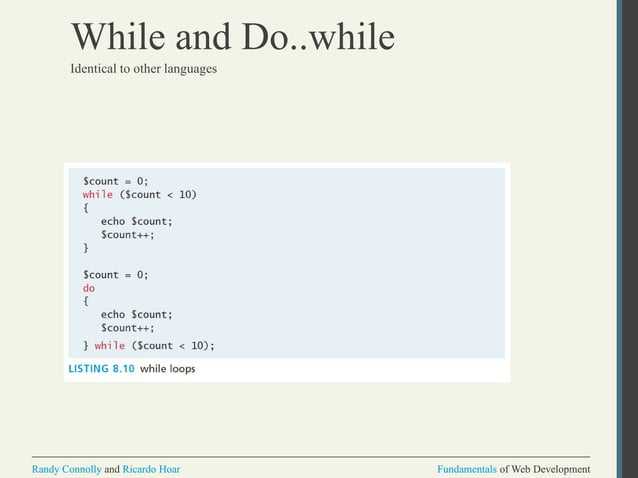 While and Do..while
Identical to other languages
$count = 0;
while ($count < 10)
{
echo $count;
$count++;
}
$count = 0;
do
{
echo $count;
$count++;
} while ($count < 10);
LISTING 8.10 while loops
Randy Connolly and Ricardo Hoar
Fundamentals of Web Development